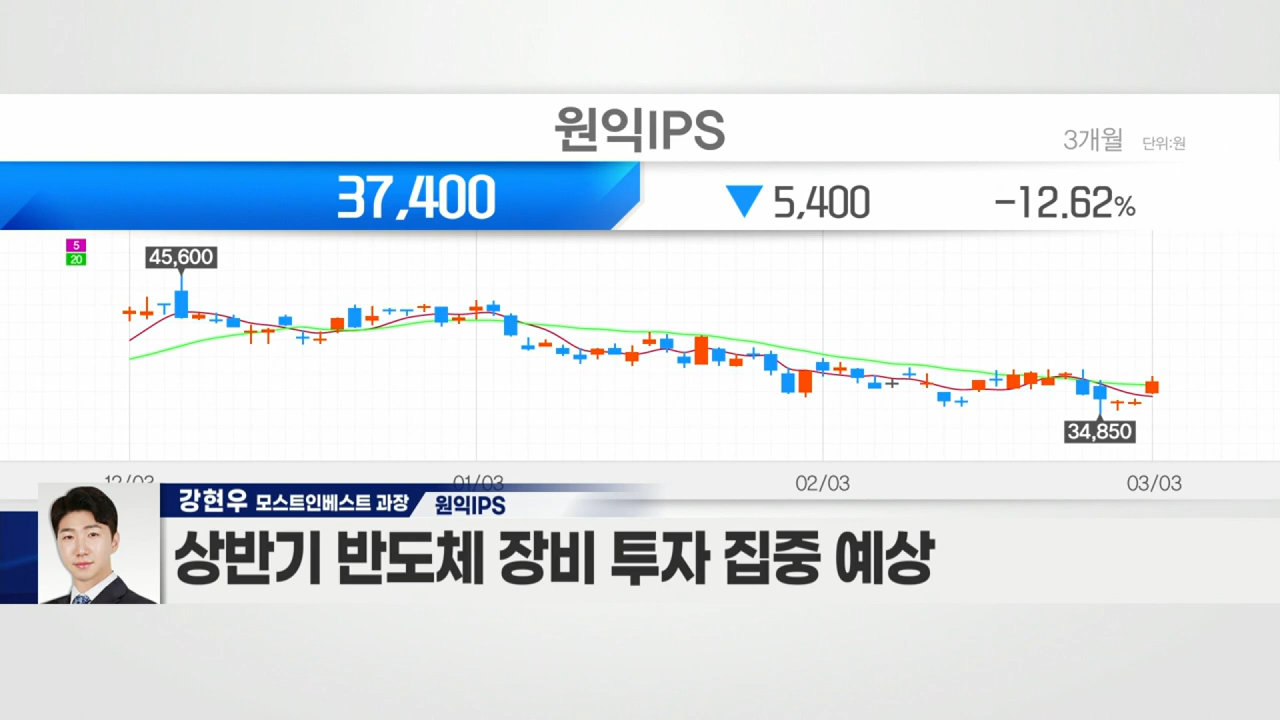 원익IPS
3개월 단위:원
37,400 ▼ 5,400 -12.62%
5
20
45,600
34,850
12/03 01/03 02/03 03/03
강현우 모스트인베스트 과장 원익IPS
상반기 반도체 장비 투자 집중 예상